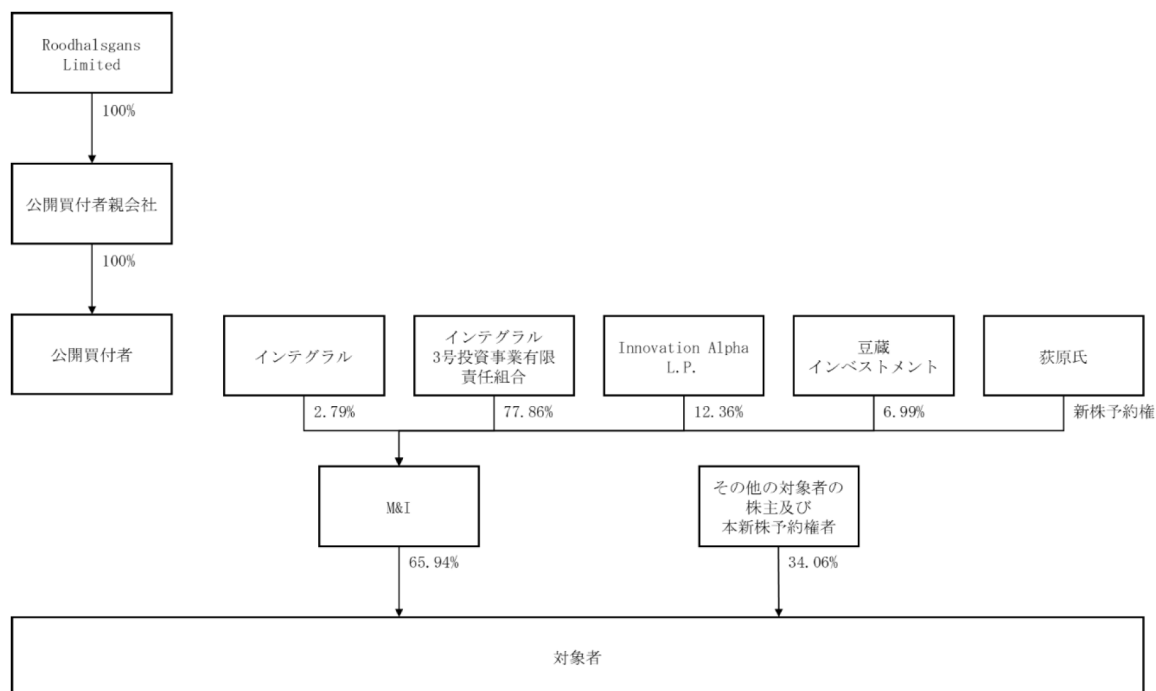 Roodhalsgans
Limited
100%
公開買付者親会社
100%
公開買付者
インテグラル
インテグラル
3号投資事業有限
責任組合
Innovation Alpha
L.P.
豆蔵
インベストメント
荻原氏
2.79%
77.86%
12.36%
6.99%
新株予約権
M&I
その他の対象者の
株主及び
本新株予約権者
65.94%
34.06%
対象者